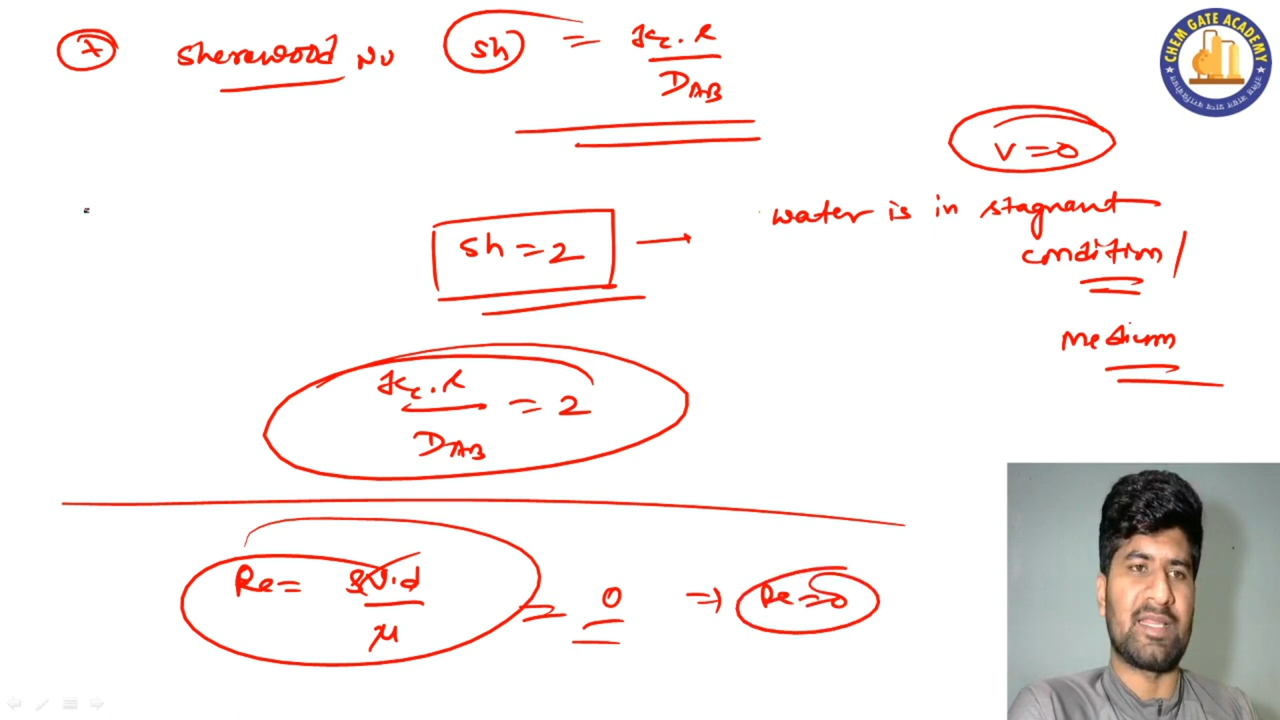 7 Sherewood NO Sh = Kc.l / DAB
V=0
water is in stagnant
condition/
Medium
Sh=2 →
Kc.l / DAB = 2
Re= ρV.d / μ = 0 ⇒ Re=0
CHEM GATE ACADEMY